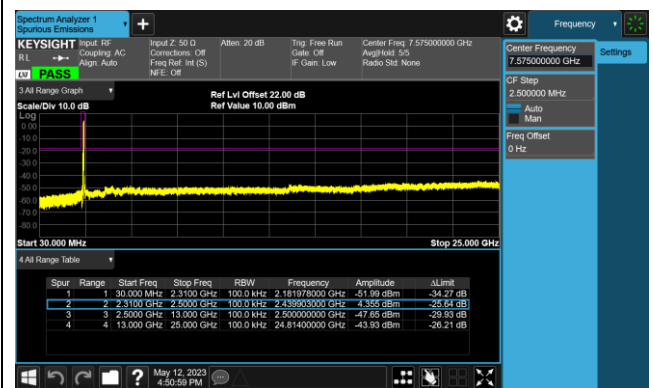 Spectrum Analyzer 1
Spurious Emissions
+
Frequency
KEYSIGHT
RL
LXI PASS
Input: RF
Coupling: AC
Align: Auto
Input Z: 50 Ω
Corrections: Off
Freq Ref: Int (S)
NFE: Off
Atten: 20 dB
Trig: Free Run
Gate: Off
IF Gain: Low
Center Freq: 7.575000000 GHz
Avg|Hold: 5/5
Radio Std: None
Center Frequency
7.575000000 GHz
Settings
CF Step
2.500000 MHz
Auto
Man
Freq Offset
0 Hz
3 All Range Graph
Scale/Div 10.0 dB
Ref Lvl Offset 22.00 dB
Ref Value 10.00 dBm
Log
0.00
-10.0
-20.0
-30.0
-40.0
-50.0
-60.0
-70.0
-80.0
Start 30.000 MHz
Stop 25.000 GHz
4 All Range Table
Spur Range Start Freq Stop Freq RBW Frequency Amplitude ΔLimit
1 1 30.000 MHz 2.3100 GHz 100.0 kHz 2.181978000 GHz -51.99 dBm -34.27 dB
2 2 2.3100 GHz 2.5000 GHz 100.0 kHz 2.439903000 GHz 4.355 dBm -25.64 dB
3 3 2.5000 GHz 13.000 GHz 100.0 kHz 2.500000000 GHz -47.65 dBm -29.93 dB
4 4 13.000 GHz 25.000 GHz 100.0 kHz 24.81400000 GHz -43.93 dBm -26.21 dB
?
May 12, 2023
4:50:59 PM